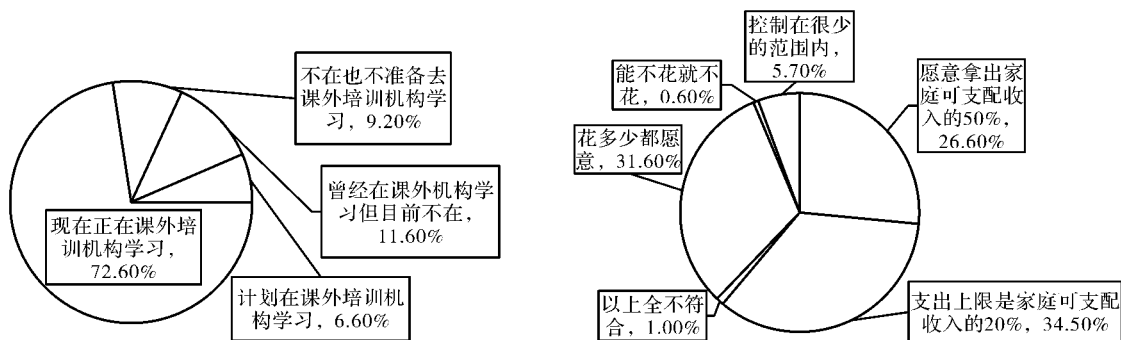 不在也不准备去
课外培训机构学
习，9.20%
曾经在课外机构学
习但目前不在，
11.60%
现在正在课外培
训机构学习，
72.60%
计划在课外培训机
构学习，6.60%
控制在很少
的范围内，
5.70%
能不花就不
花，0.60%
愿意拿出家
庭可支配收
入的50%，
26.60%
花多少都愿
意，31.60%
以上全不符
合，1.00%
支出上限是家庭可支配
收入的20%，34.50%